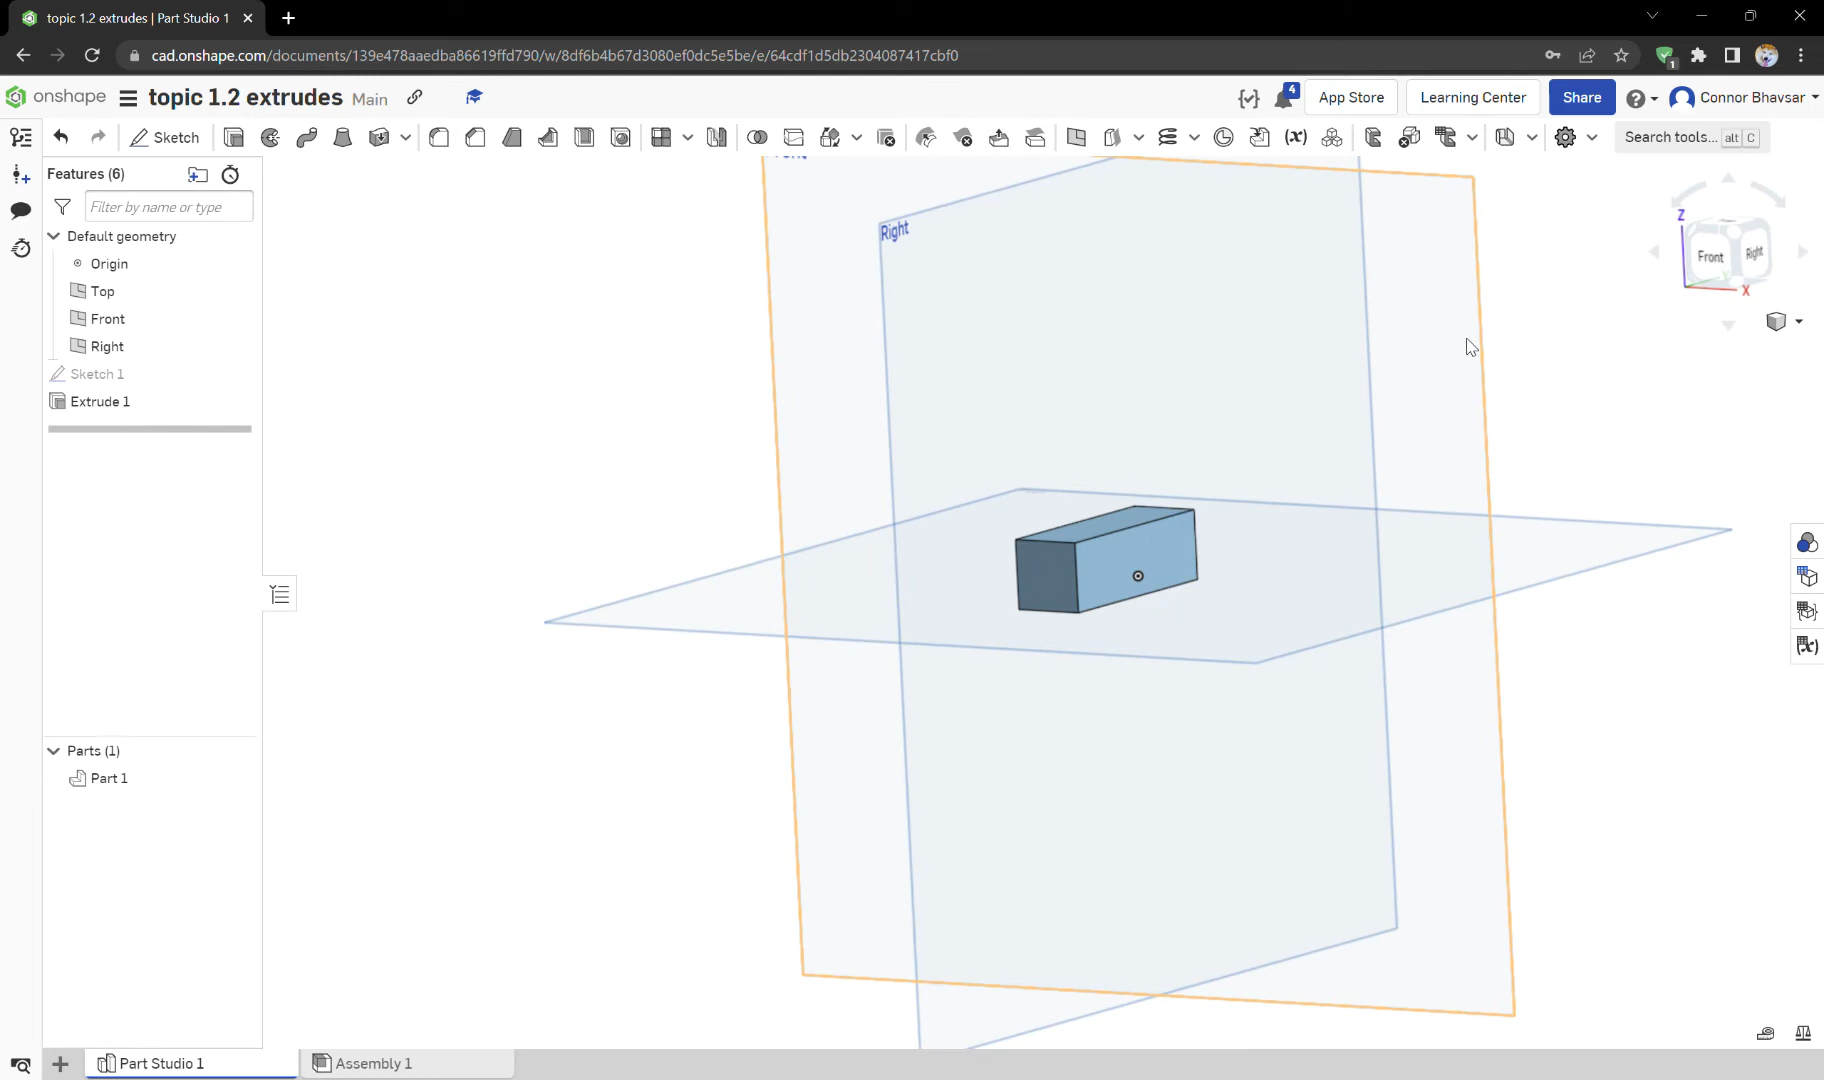 topic 1.2 extrudes | Part Studio 1
cad.onshape.com/documents/139e478aaedba86619ffd790/w/8df6b4b67d3080ef0dc5e5be/e/64cdf1d5db2304087417cbf0
1
onshape topic 1.2 extrudes Main
4
App Store Learning Center Share Connor Bhavsar
Sketch
Search tools... alt C
Features (6)
Filter by name or type
Default geometry
Origin
Top
Front
Right
Sketch 1
Extrude 1
Right
Z
Front Right
X
Parts (1)
Part 1
Part Studio 1
Assembly 1